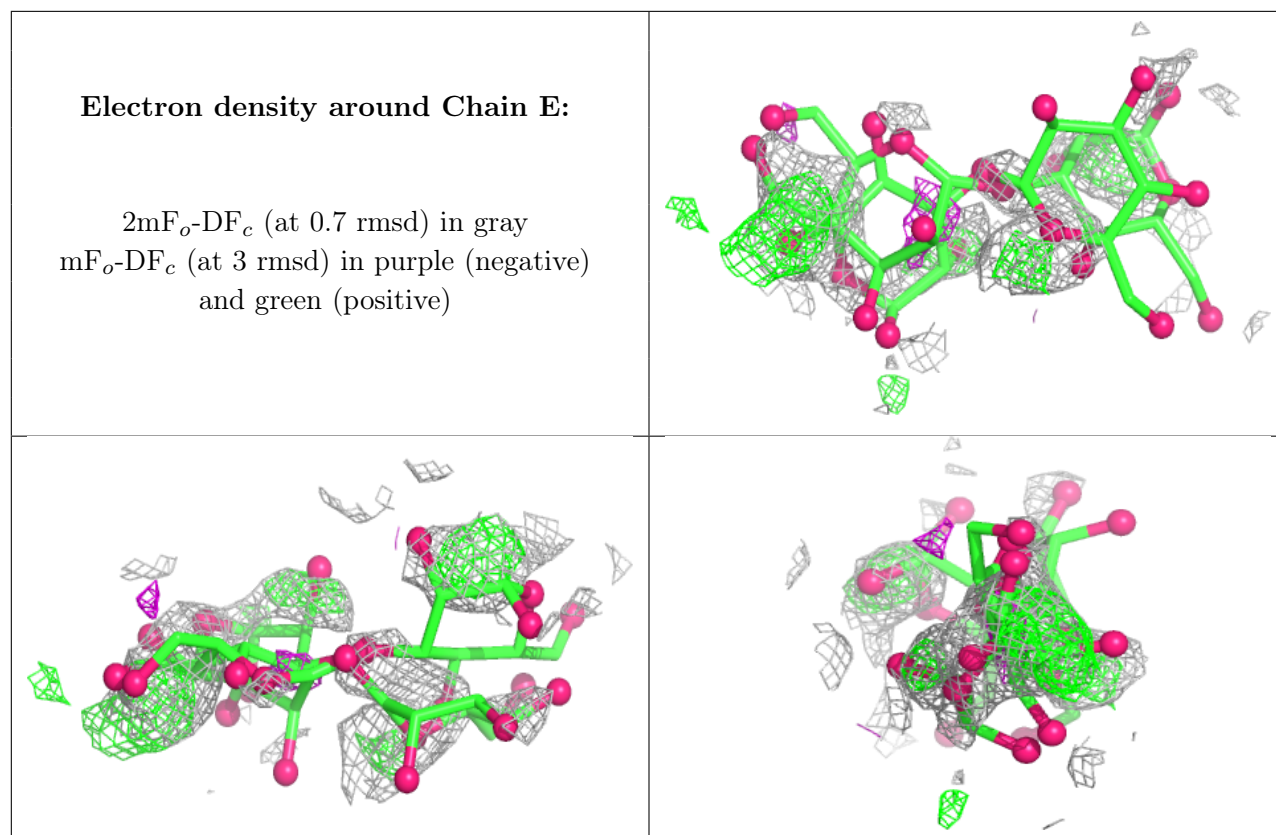 Electron density around Chain E:
2mFₒ-DF𝒸 (at 0.7 rmsd) in gray
mFₒ-DF𝒸 (at 3 rmsd) in purple (negative)
and green (positive)